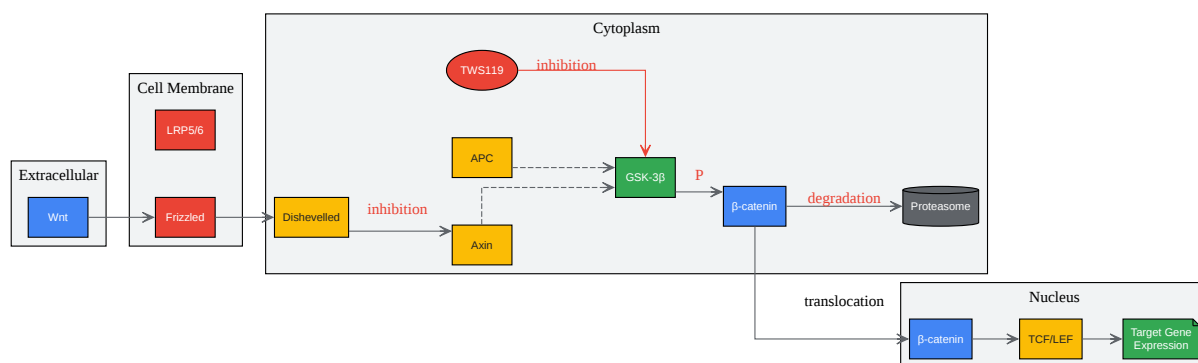 Cytoplasm
TWS119
inhibition
Cell Membrane
LRP5/6
APC
GSK-3β
P
Extracellular
Wnt
Frizzled
Dishevelled
inhibition
Axin
β-catenin
degradation
Proteasome
translocation
Nucleus
β-catenin
TCF/LEF
Target Gene
Expression